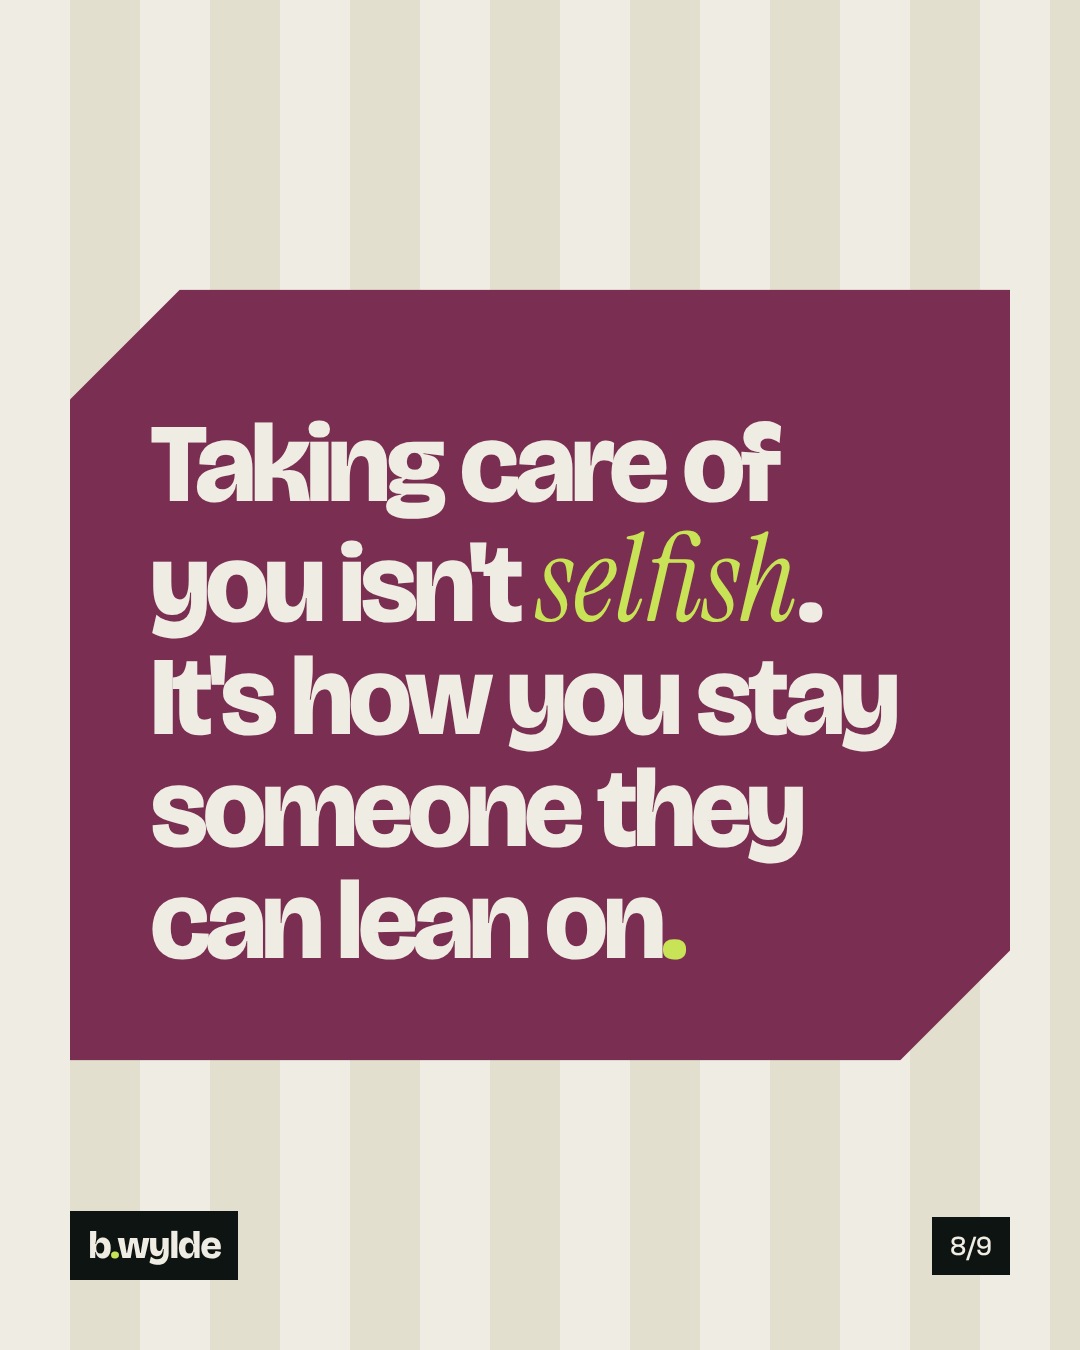 Taking care of
you isn't selfish.
It's how you stay
someone they
can lean on.
b.wylde
8/9